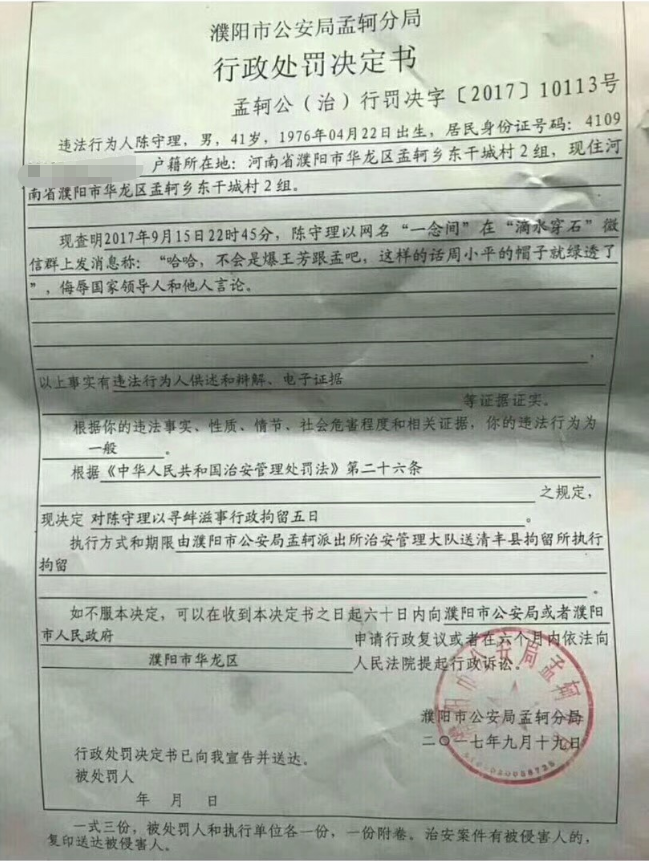 濮阳市公安局孟轲分局
行政处罚决定书
孟轲公（治）行罚决字〔2017〕10113号
违法行为人陈守理，男，41岁，1976年04月22日出生，居民身份证号码：4109
户籍所在地：河南省濮阳市华龙区孟轲乡东干城村2组，现住河
南省濮阳市华龙区孟轲乡东干城村2组。
现查明2017年9月15日22时45分，陈守理以网名“一念间”在“滴水穿石”微
信群上发消息称：“哈哈，不会是爆王芳跟孟吧，这样的话周小平的帽子就绿透了
”，侮辱国家领导人和他人言论。
。
以上事实有违法行为人供述和辩解、电子证据
等证据证实。
根据你的违法事实、性质、情节、社会危害程度和相关证据，你的违法行为为
一般。
根据《中华人民共和国治安管理处罚法》第二十六条
之规定，
现决定 对陈守理以寻衅滋事行政拘留五日。
执行方式和期限由濮阳市公安局孟轲派出所治安管理大队送清丰县拘留所执行
拘留
。
如不服本决定，可以在收到本决定书之日起六十日内向濮阳市公安局或者濮阳
市人民政府 申请行政复议或者在六个月内依法向
濮阳市华龙区 人民法院提起行政诉讼。
濮阳市公安局孟轲分局
二〇一七年九月十九日
行政处罚决定书已向我宣告并送达。
被处罚人
年 月 日
一式三份，被处罚人和执行单位各一份，一份附卷。治安案件有被侵害人的，
复印送达被侵害人。